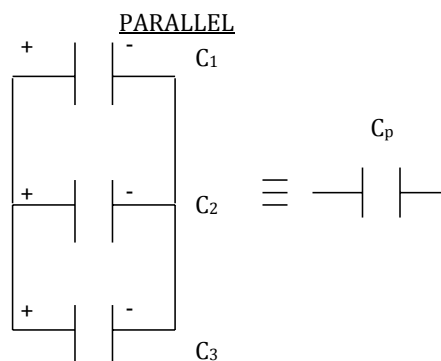 PARALLEL
+ - C₁
Cₚ
+ - C₂
+ - C₃